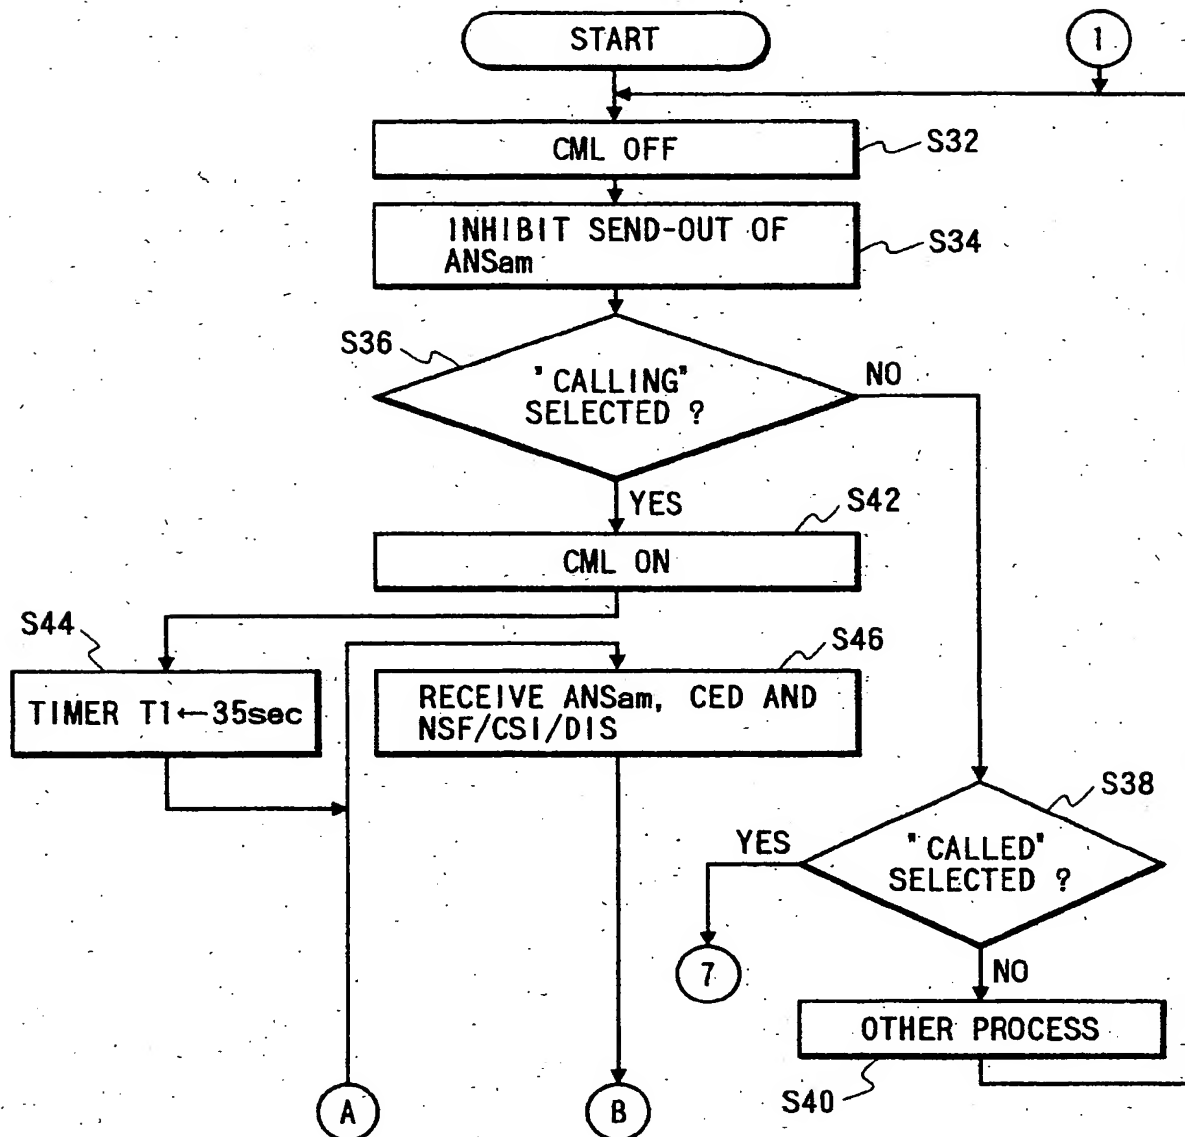 START
1
CML OFF
S32
INHIBIT SEND-OUT OF
ANSam
S34
S36
"CALLING"
SELECTED ?
NO
YES
S42
CML ON
S44
TIMER T1←35sec
S46
RECEIVE ANSam, CED AND
NSF/CSI/DIS
S38
YES
"CALLED"
SELECTED ?
7
NO
OTHER PROCESS
S40
A
B